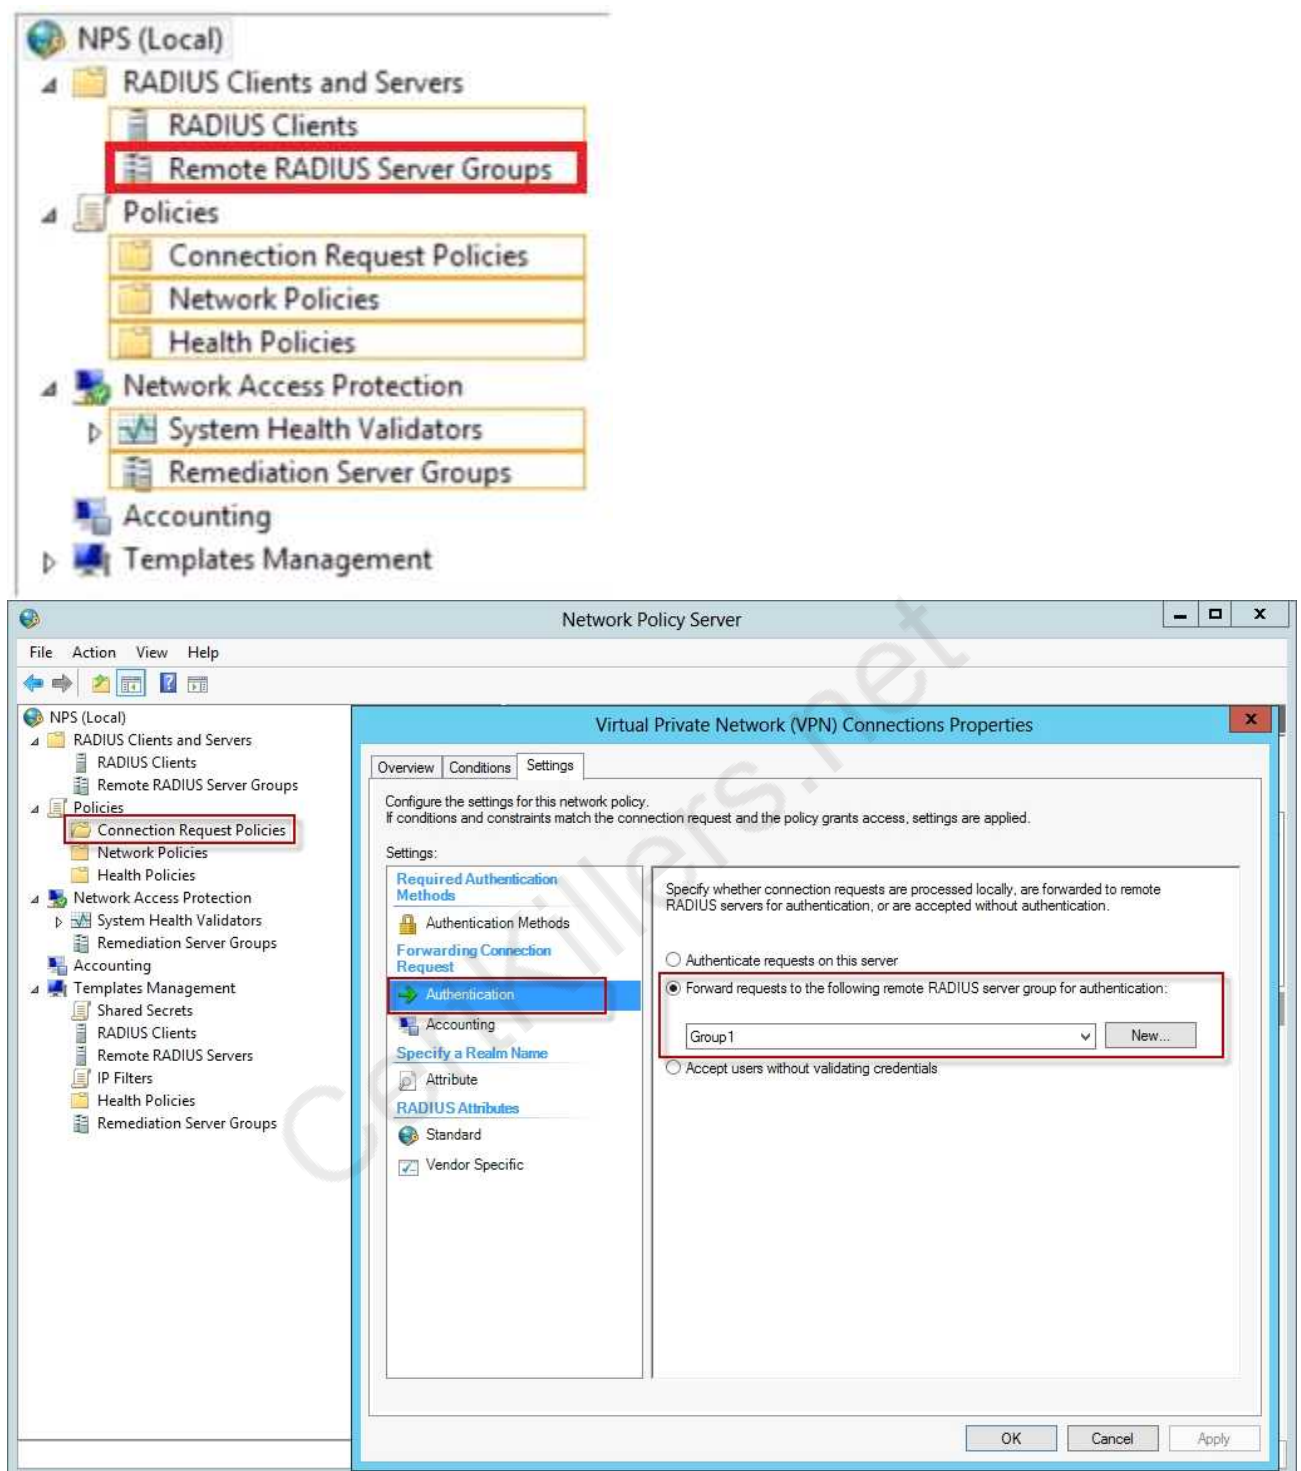 NPS (Local)
RADIUS Clients and Servers
RADIUS Clients
Remote RADIUS Server Groups
Policies
Connection Request Policies
Network Policies
Health Policies
Network Access Protection
System Health Validators
Remediation Server Groups
Accounting
Templates Management
Network Policy Server
File Action View Help
NPS (Local)
RADIUS Clients and Servers
RADIUS Clients
Remote RADIUS Server Groups
Policies
Connection Request Policies
Network Policies
Health Policies
Network Access Protection
System Health Validators
Remediation Server Groups
Accounting
Templates Management
Shared Secrets
RADIUS Clients
Remote RADIUS Servers
IP Filters
Health Policies
Remediation Server Groups
Virtual Private Network (VPN) Connections Properties
Overview Conditions Settings
Configure the settings for this network policy.
If conditions and constraints match the connection request and the policy grants access, settings are applied.
Settings:
Required Authentication
Methods
Authentication Methods
Forwarding Connection
Request
Authentication
Accounting
Specify a Realm Name
Attribute
RADIUS Attributes
Standard
Vendor Specific
Specify whether connection requests are processed locally, are forwarded to remote
RADIUS servers for authentication, or are accepted without authentication.
Authenticate requests on this server
Forward requests to the following remote RADIUS server group for authentication:
Group1
New...
Accept users without validating credentials
OK Cancel Apply
CertKillers.net